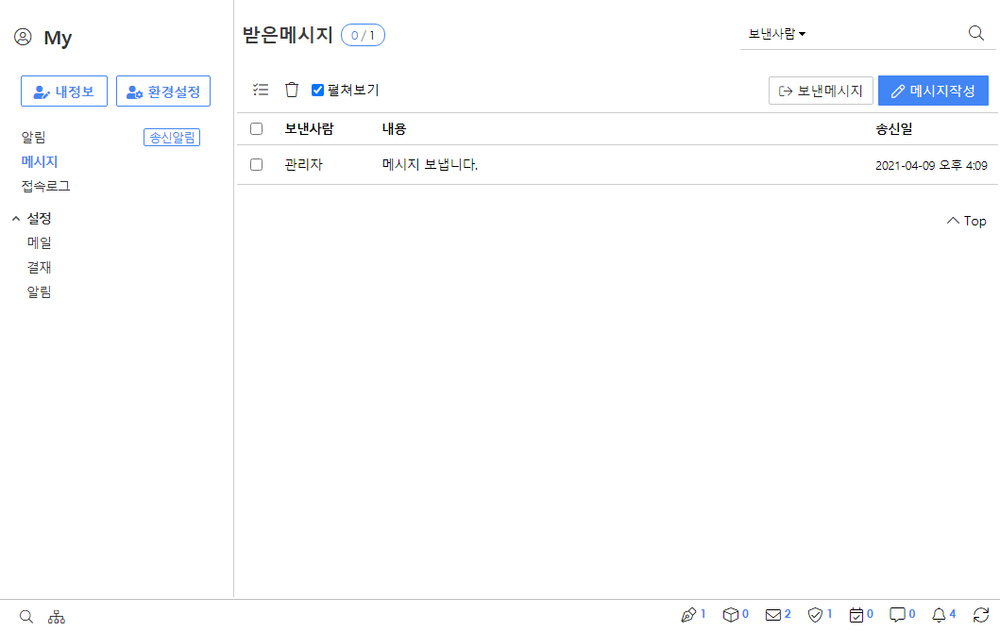 My
내정보 환경설정
알림 송신알림
메시지
접속로그
설정
메일
결재
알림
받은메시지 0 / 1
보낸사람
펼쳐보기 보낸메시지 메시지작성
보낸사람 내용 송신일
관리자 메시지 보냅니다. 2021-04-09 오후 4:09
Top
1 0 2 1 0 0 4